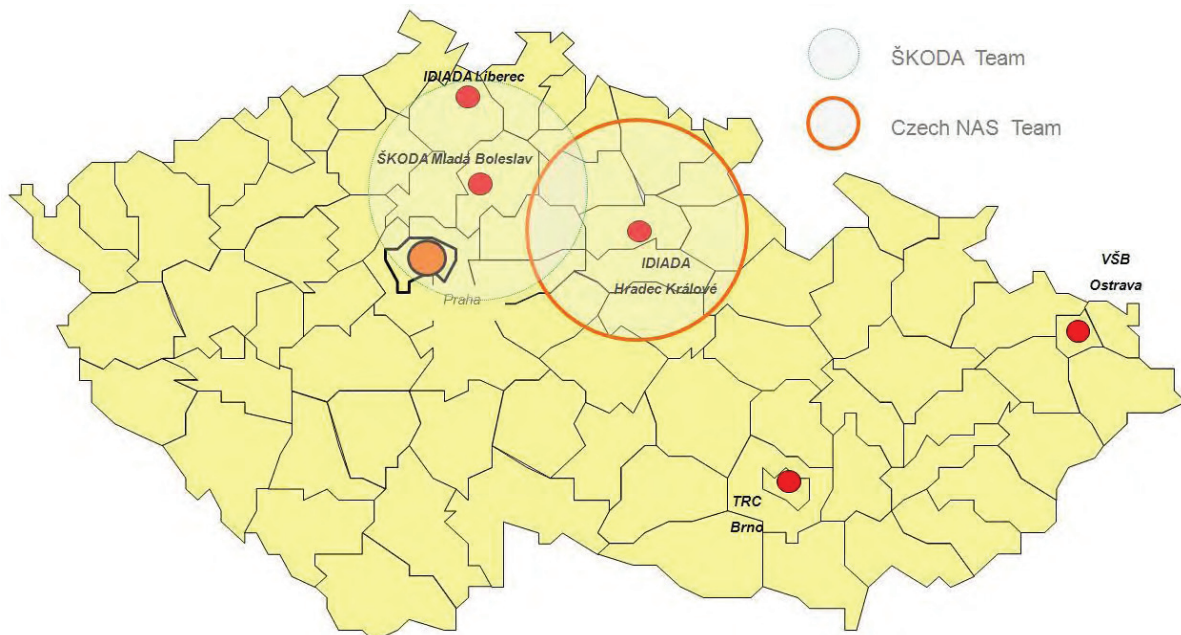 ŠKODA Team
Czech NAS Team
IDIADA Liberec
ŠKODA Mladá Boleslav
Praha
IDIADA
Hradec Králové
VŠB
Ostrava
TRC
Brno